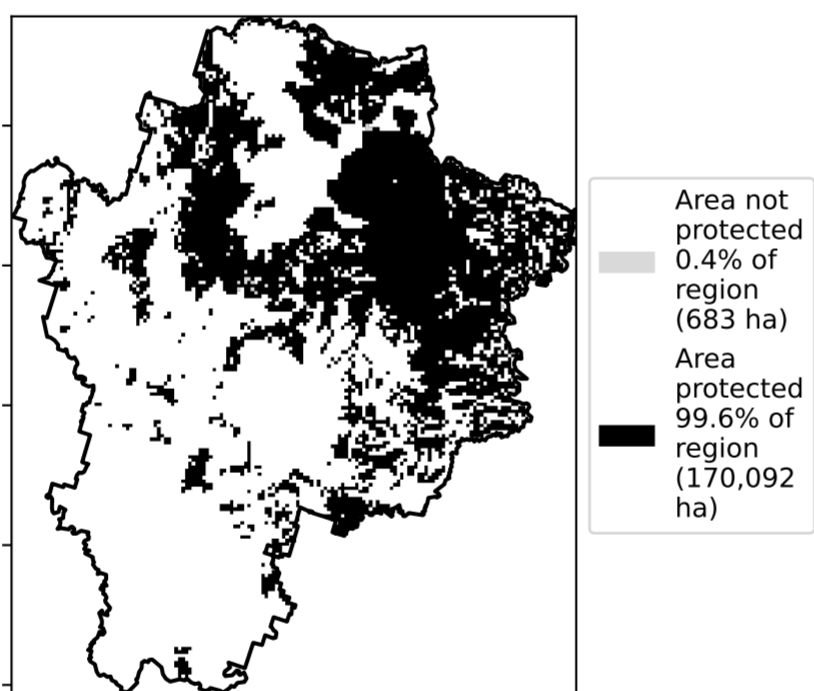 Area not
protected
0.4% of
region
(683 ha)
Area
protected
99.6% of
region
(170,092
ha)